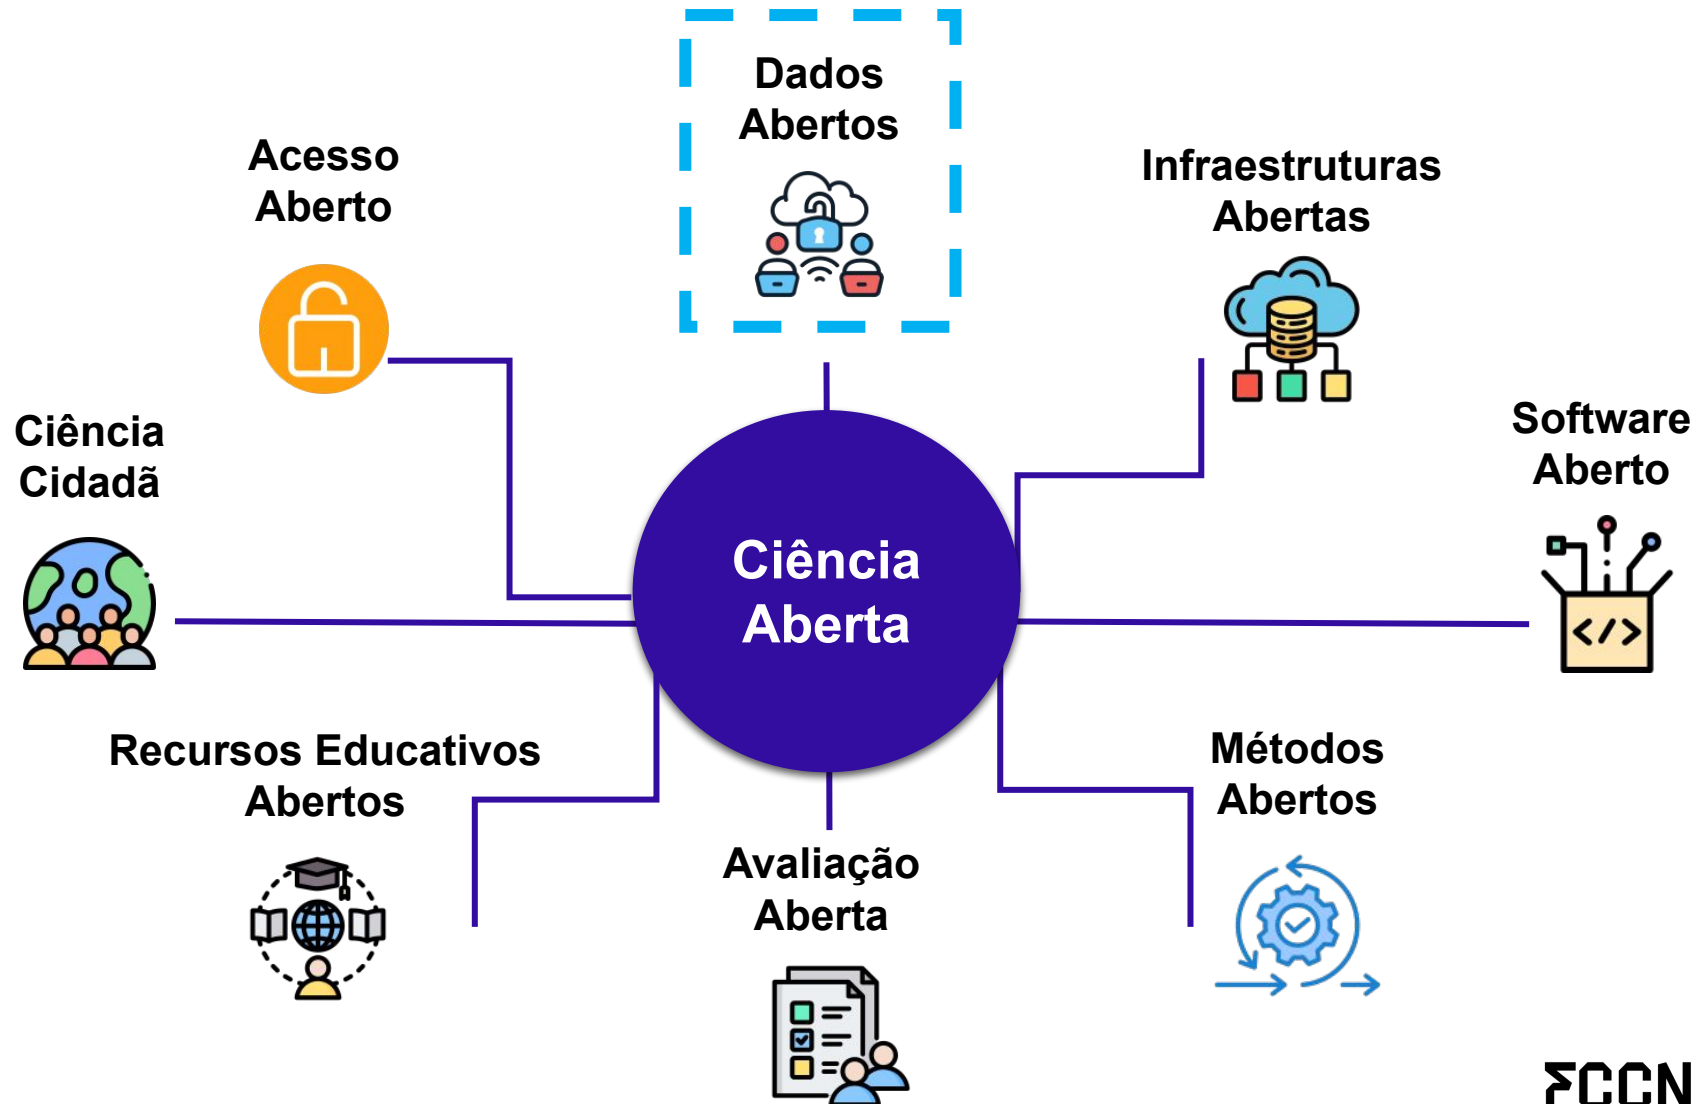 Dados
Abertos
Acesso
Aberto
Infraestruturas
Abertas
Ciência
Cidadã
Software
Aberto
Ciência
Aberta
</>
Recursos Educativos
Abertos
Métodos
Abertos
Avaliação
Aberta
FCCN